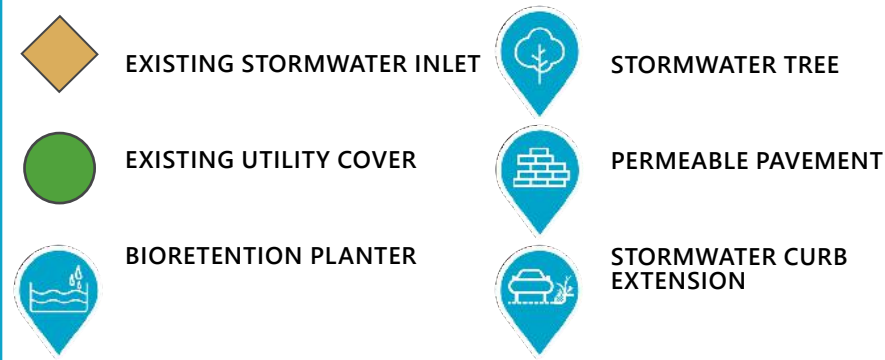 EXISTING STORMWATER INLET
EXISTING UTILITY COVER
BIORETENTION PLANTER
STORMWATER TREE
PERMEABLE PAVEMENT
STORMWATER CURB
EXTENSION